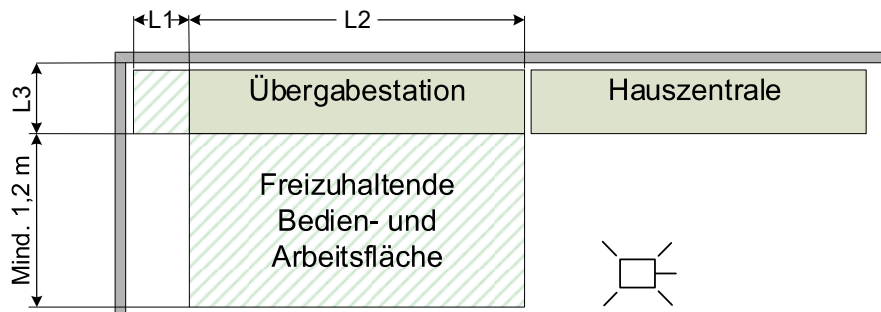 L1
L2
L3
Übergabestation
Hauszentrale
Mind. 1,2 m
Freizuhaltende
Bedien- und
Arbeitsfläche